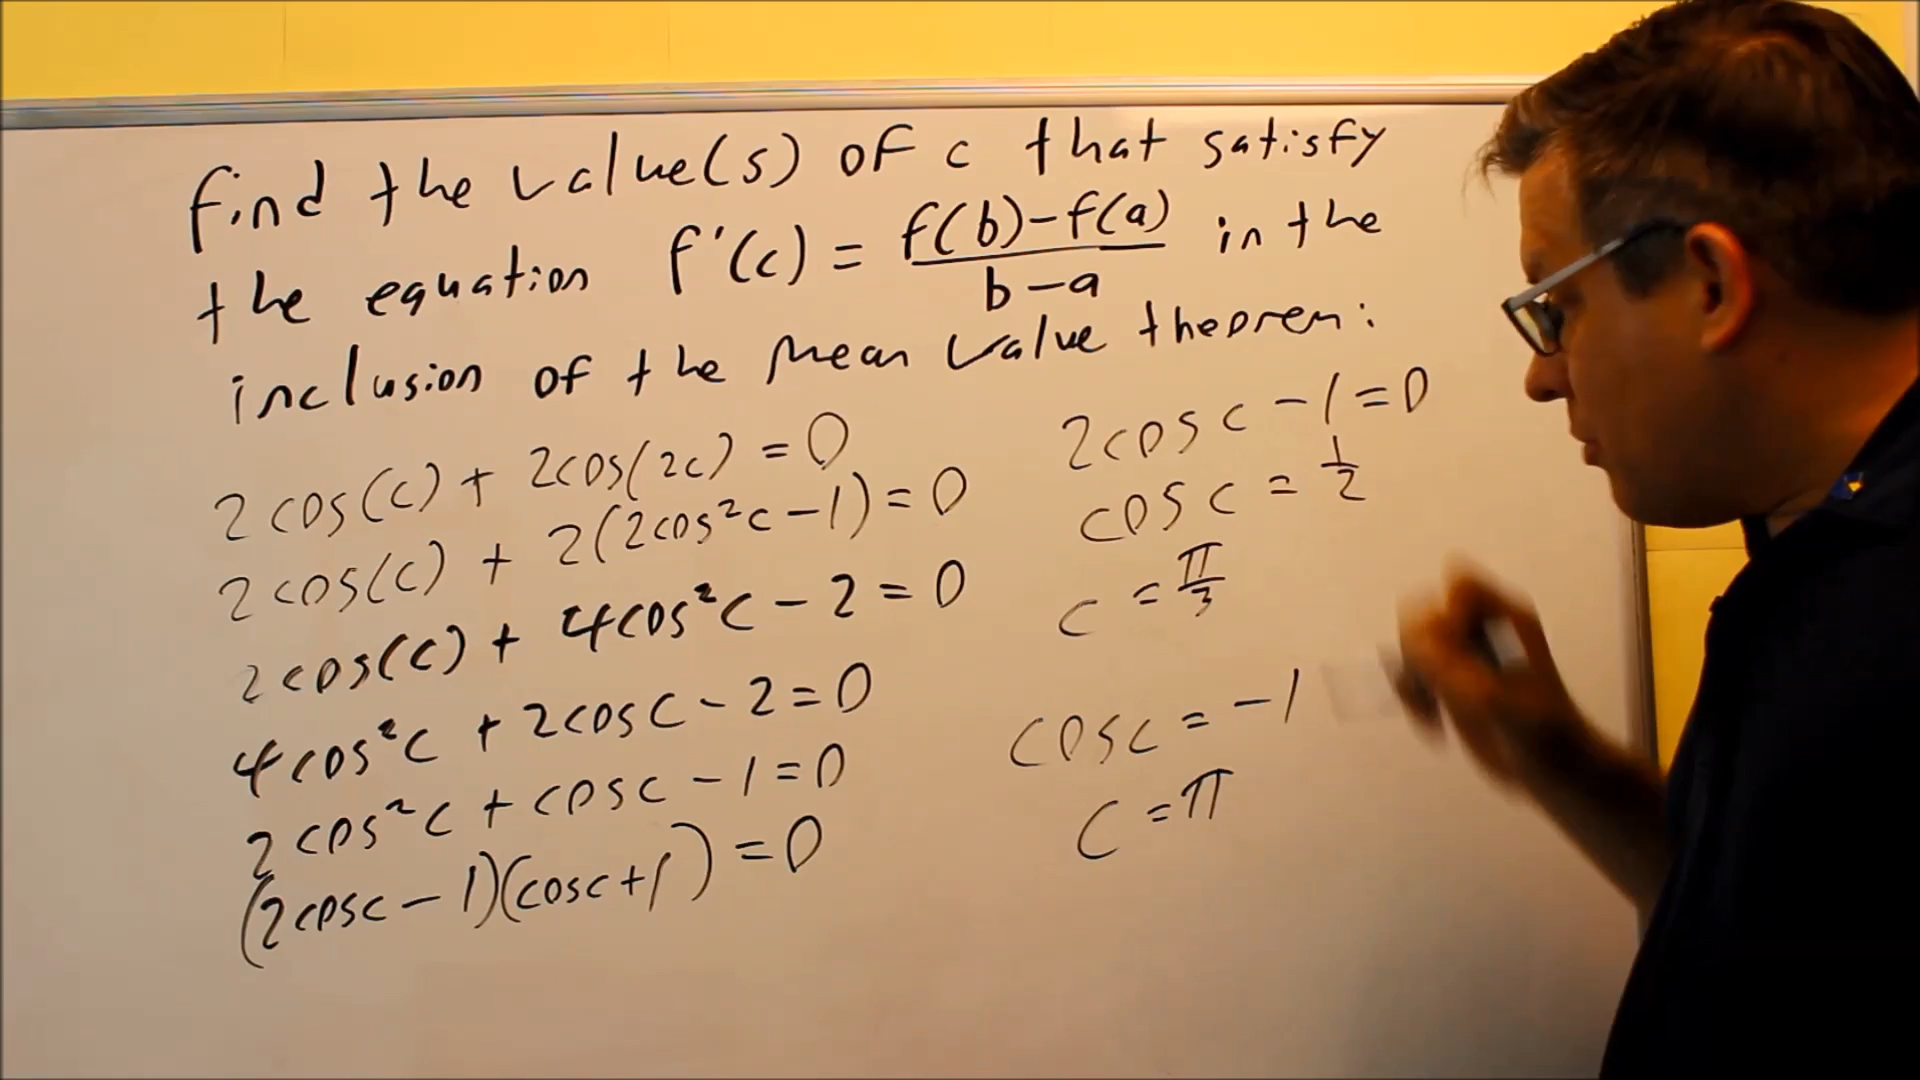 find the value(s) of c that satisfy
the equation f'(c) = f(b)-f(a) / b-a in the
inclusion of the mean value theorem:
2cos(c) + 2cos(2c) = 0
2cos(c) + 2(2cos²c-1) = 0
2cos(c) + 4cos²c - 2 = 0
4cos²c + 2cosc - 2 = 0
2cos²c + cosc - 1 = 0
(2cosc - 1)(cosc+1) = 0
2cosc - 1 = 0
cosc = 1/2
c = π/3
cosc = -1
c = π